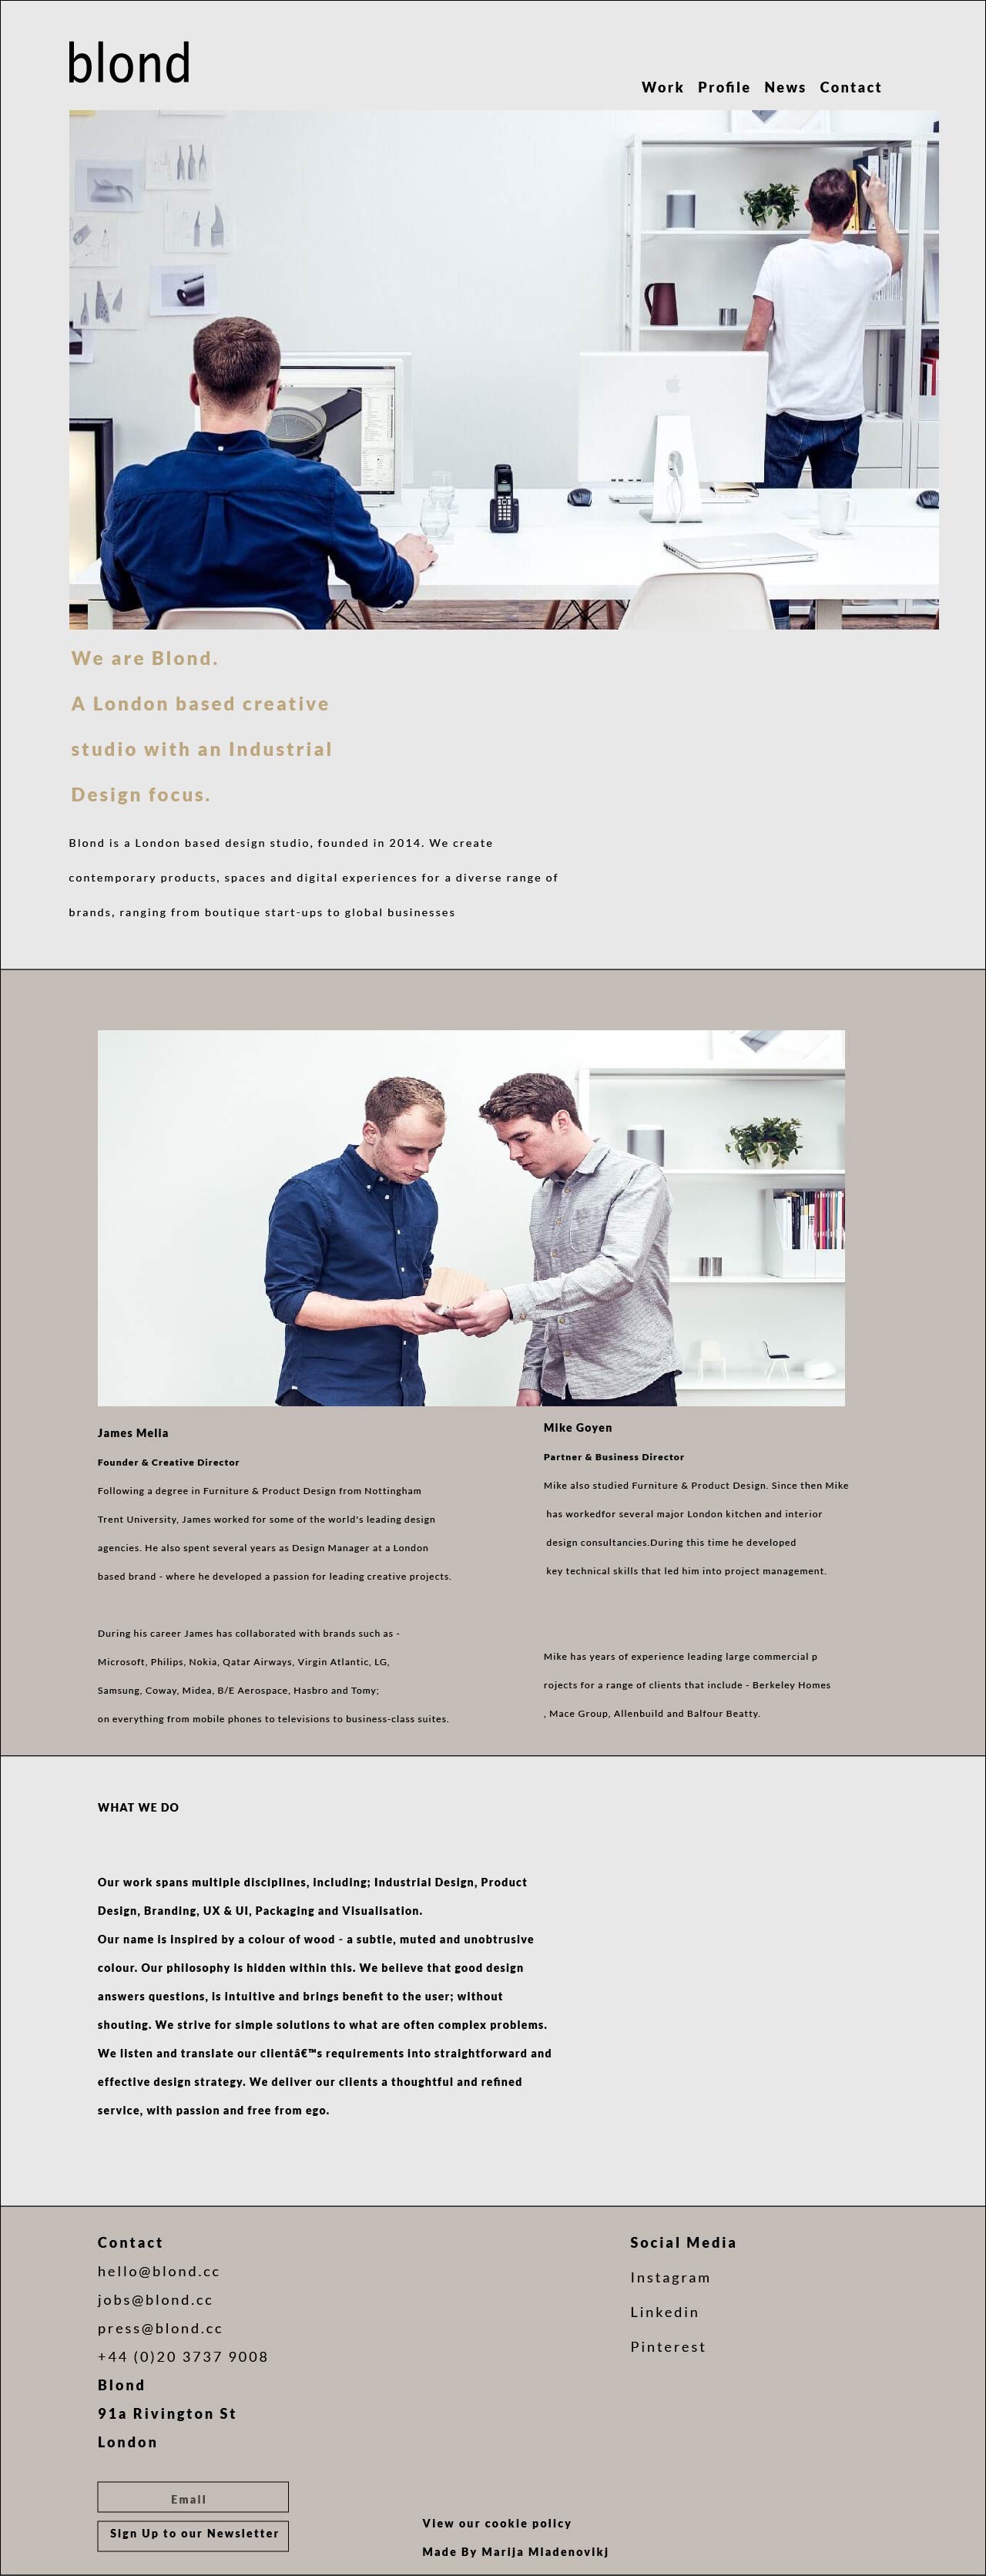 blond
Work Profile News Contact
We are Blond.
A London based creative
studio with an Industrial
Design focus.
Blond is a London based design studio, founded in 2014. We create
contemporary products, spaces and digital experiences for a diverse range of
brands, ranging from boutique start-ups to global businesses
James Mella
Founder & Creative Director
Following a degree in Furniture & Product Design from Nottingham
Trent University, James worked for some of the world's leading design
agencies. He also spent several years as Design Manager at a London
based brand - where he developed a passion for leading creative projects.
During his career James has collaborated with brands such as -
Microsoft, Philips, Nokia, Qatar Airways, Virgin Atlantic, LG,
Samsung, Coway, Midea, B/E Aerospace, Hasbro and Tomy;
on everything from mobile phones to televisions to business-class suites.
Mike Goyen
Partner & Business Director
Mike also studied Furniture & Product Design. Since then Mike
has workedfor several major London kitchen and interior
design consultancies.During this time he developed
key technical skills that led him into project management.
Mike has years of experience leading large commercial p
rojects for a range of clients that include - Berkeley Homes
, Mace Group, Allenbuild and Balfour Beatty.
WHAT WE DO
Our work spans multiple disciplines, including; Industrial Design, Product
Design, Branding, UX & UI, Packaging and Visualisation.
Our name is inspired by a colour of wood - a subtle, muted and unobtrusive
colour. Our philosophy is hidden within this. We believe that good design
answers questions, is intuitive and brings benefit to the user; without
shouting. We strive for simple solutions to what are often complex problems.
We listen and translate our clientâ€™s requirements into straightforward and
effective design strategy. We deliver our clients a thoughtful and refined
service, with passion and free from ego.
Contact
hello@blond.cc
jobs@blond.cc
press@blond.cc
+44 (0)20 3737 9008
Blond
91a Rivington St
London
Social Media
Instagram
Linkedin
Pinterest
Email
Sign Up to our Newsletter
View our cookie policy
Made By Marija Mladenovikj